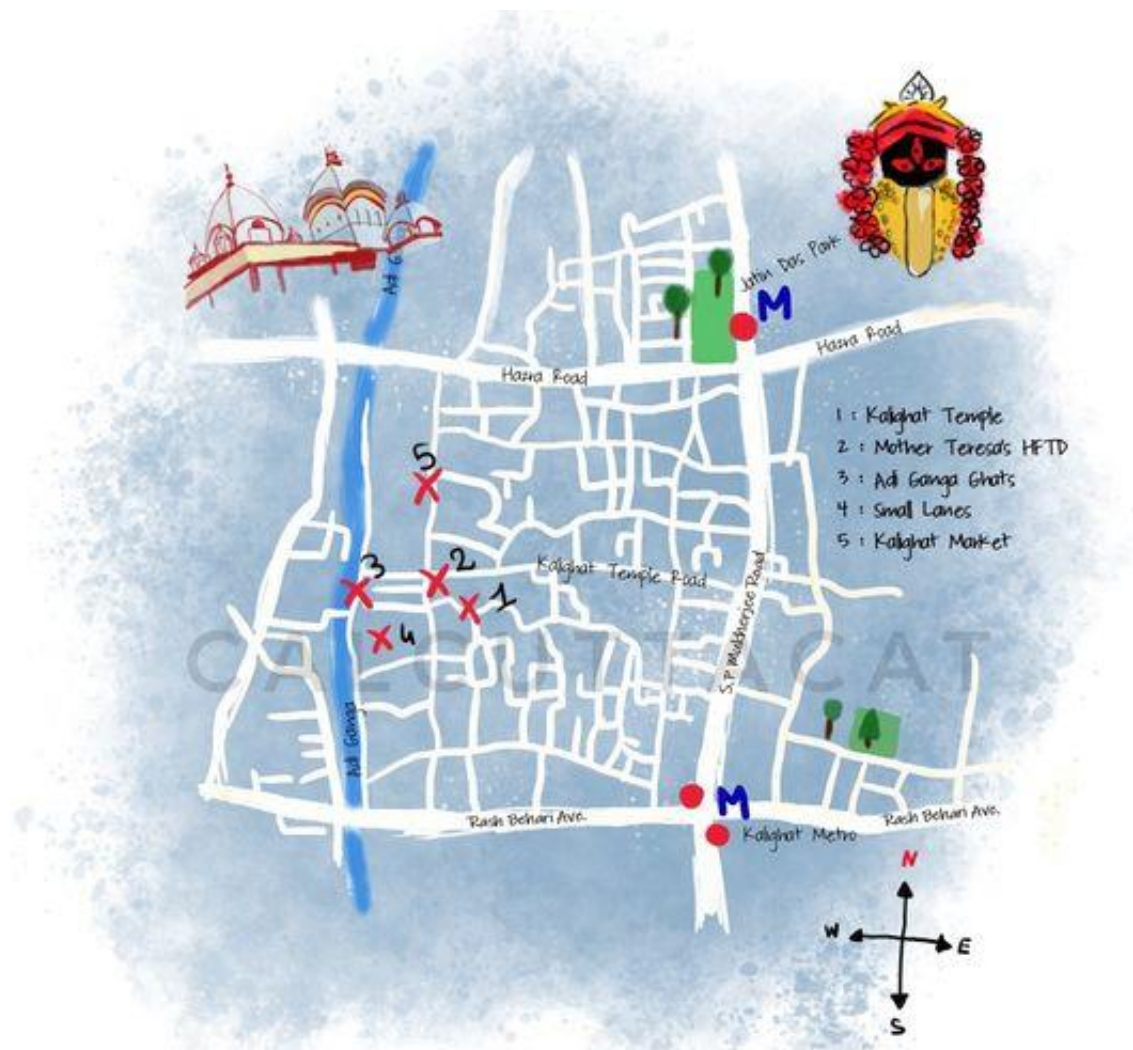 Adi G
Jatin Das Park
M
Hazra Road
Hazra Road
1 : Kalighat Temple
2 : Mother Teresa's HFTD
3 : Adi Ganga Ghats
4 : Small Lanes
5 : Kalighat Market
5
3
2
Kalighat Temple Road
1
4
S.P Mukherjee Road
CALCUTTACAT
Adi Ganga
M
Rash Behari Ave.
Rash Behari Ave.
Kalighat Metro
N
W
E
S